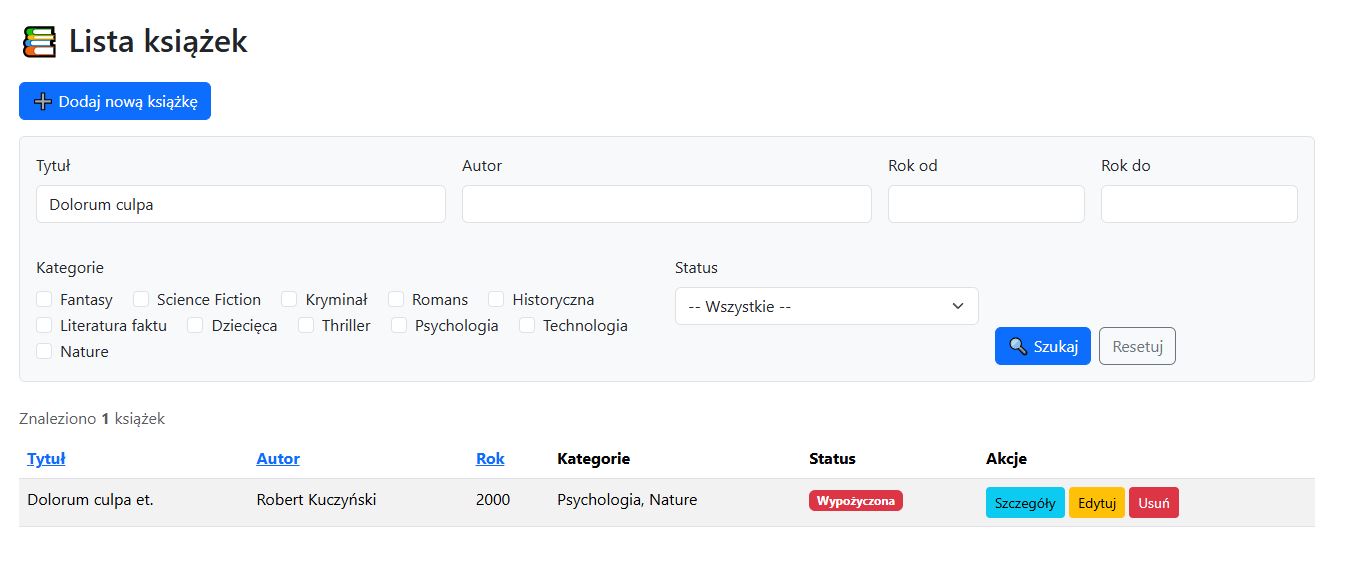 Lista książek
Dodaj nową książkę
Tytuł Autor Rok od Rok do
Dolorum culpa
Kategorie Status
Fantasy Science Fiction Kryminał Romans Historyczna
-- Wszystkie --
Literatura faktu Dziecięca Thriller Psychologia Technologia
Nature
Szukaj Resetuj
Znaleziono 1 książek
Tytuł Autor Rok Kategorie Status Akcje
Dolorum culpa et. Robert Kuczyński 2000 Psychologia, Nature Wypożyczona Szczegóły Edytuj Usuń